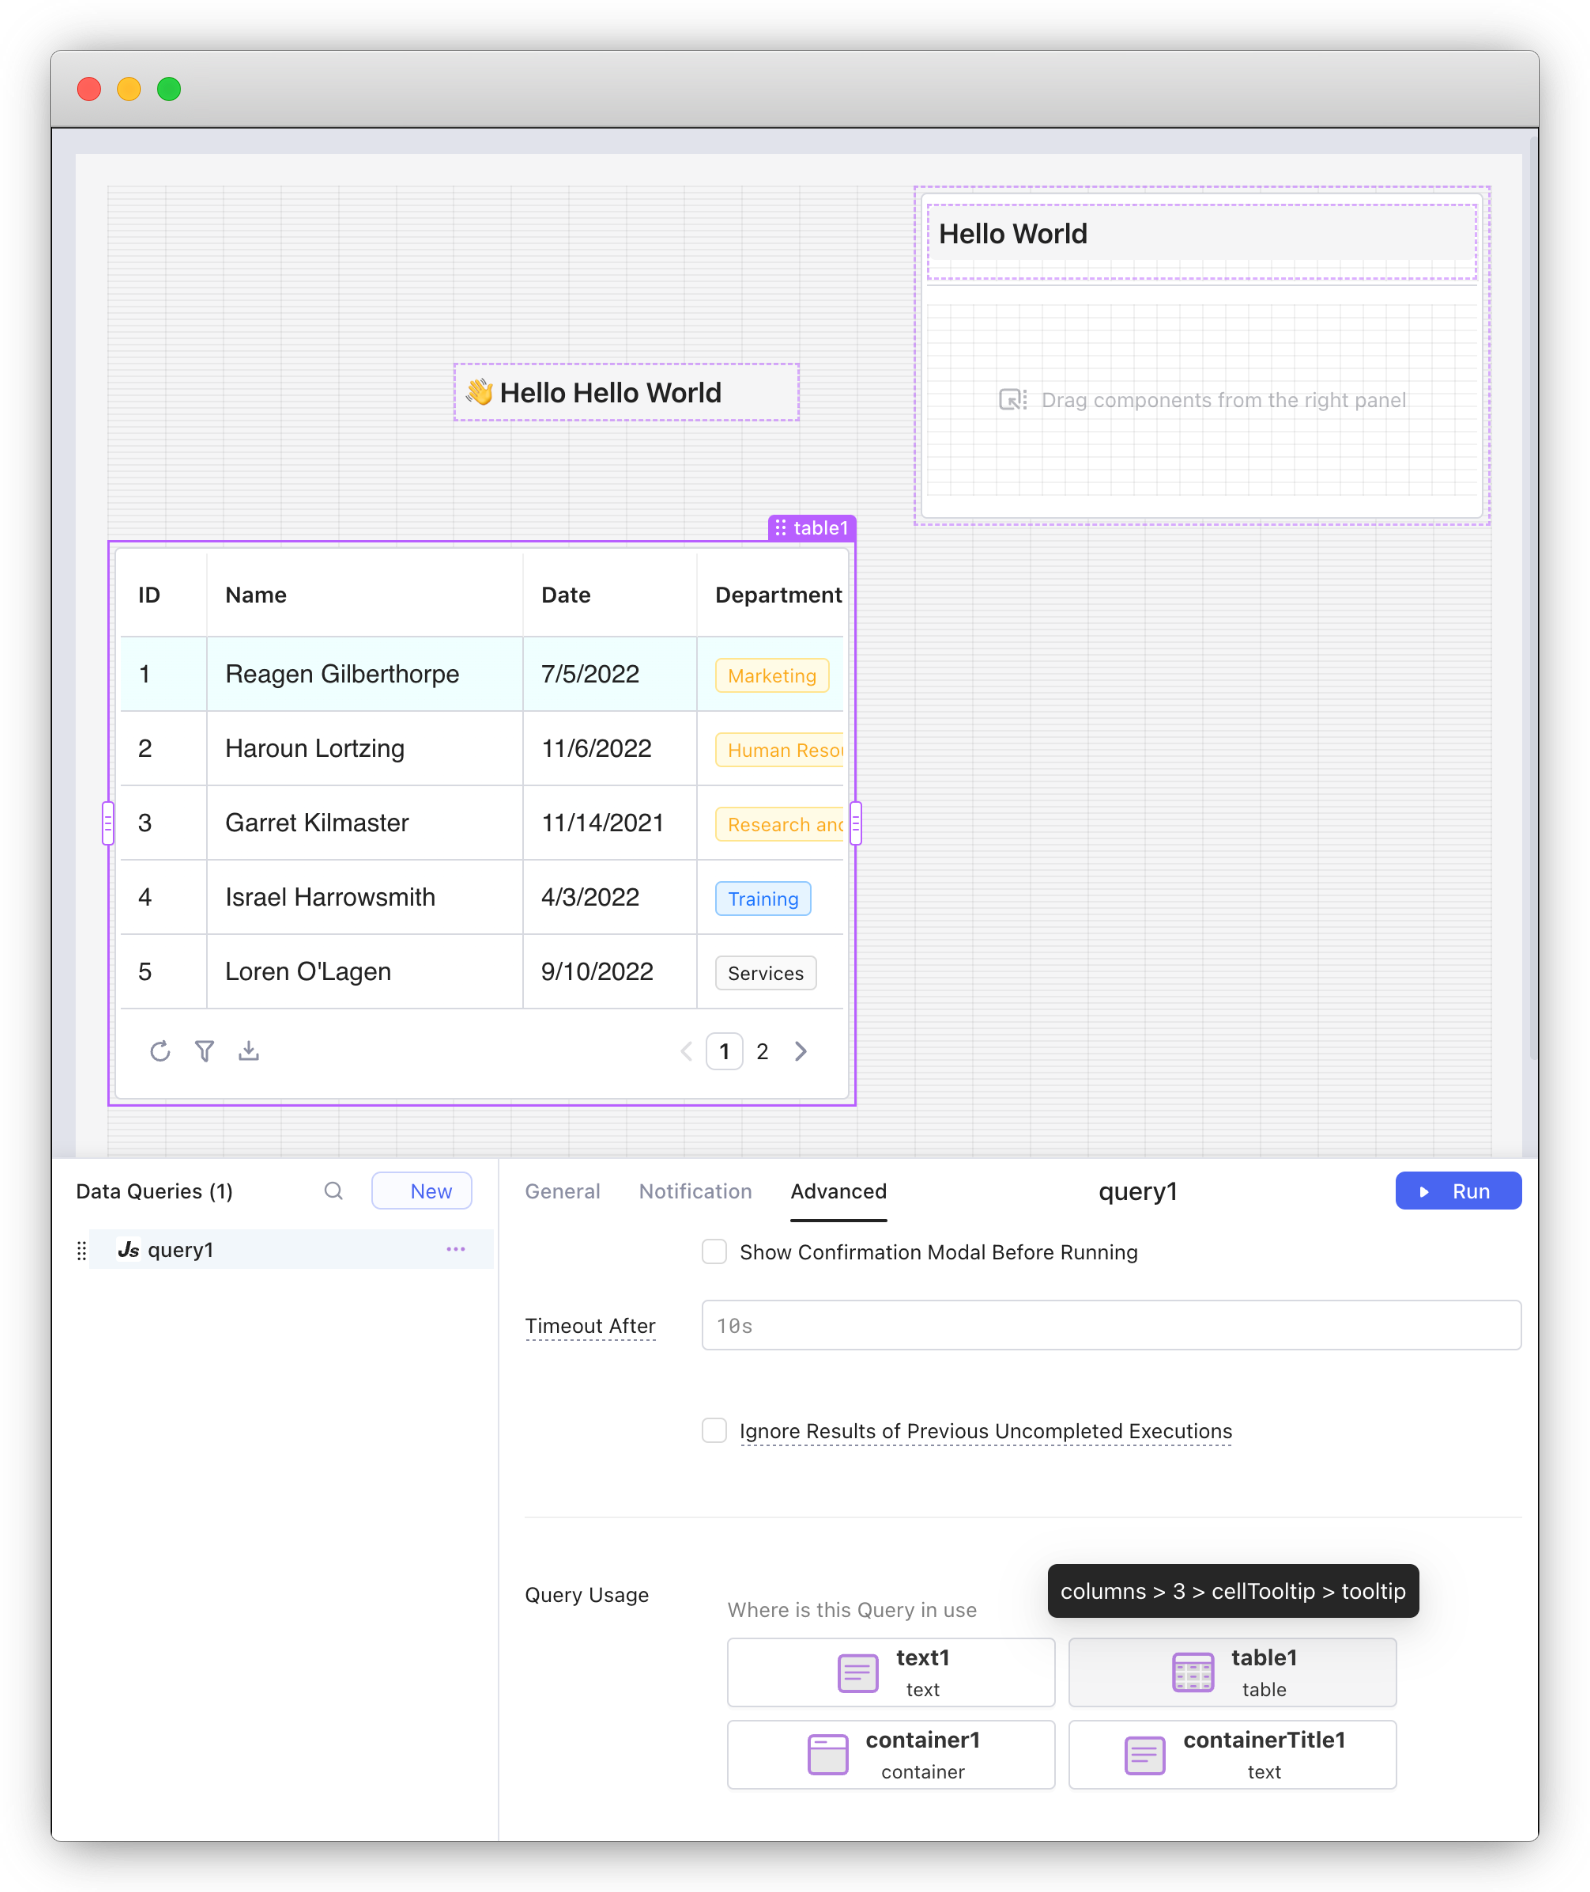 Hello World
Drag components from the right panel
👋 Hello Hello World
table1
ID Name Date Department
1 Reagen Gilberthorpe 7/5/2022 Marketing
2 Haroun Lortzing 11/6/2022 Human Resou
3 Garret Kilmaster 11/14/2021 Research and
4 Israel Harrowsmith 4/3/2022 Training
5 Loren O'Lagen 9/10/2022 Services
1 2
Data Queries (1) New
JS query1
General Notification Advanced query1 Run
Show Confirmation Modal Before Running
Timeout After 10s
Ignore Results of Previous Uncompleted Executions
columns > 3 > cellTooltip > tooltip
Query Usage
Where is this Query in use
text1
text
table1
table
container1
container
containerTitle1
text